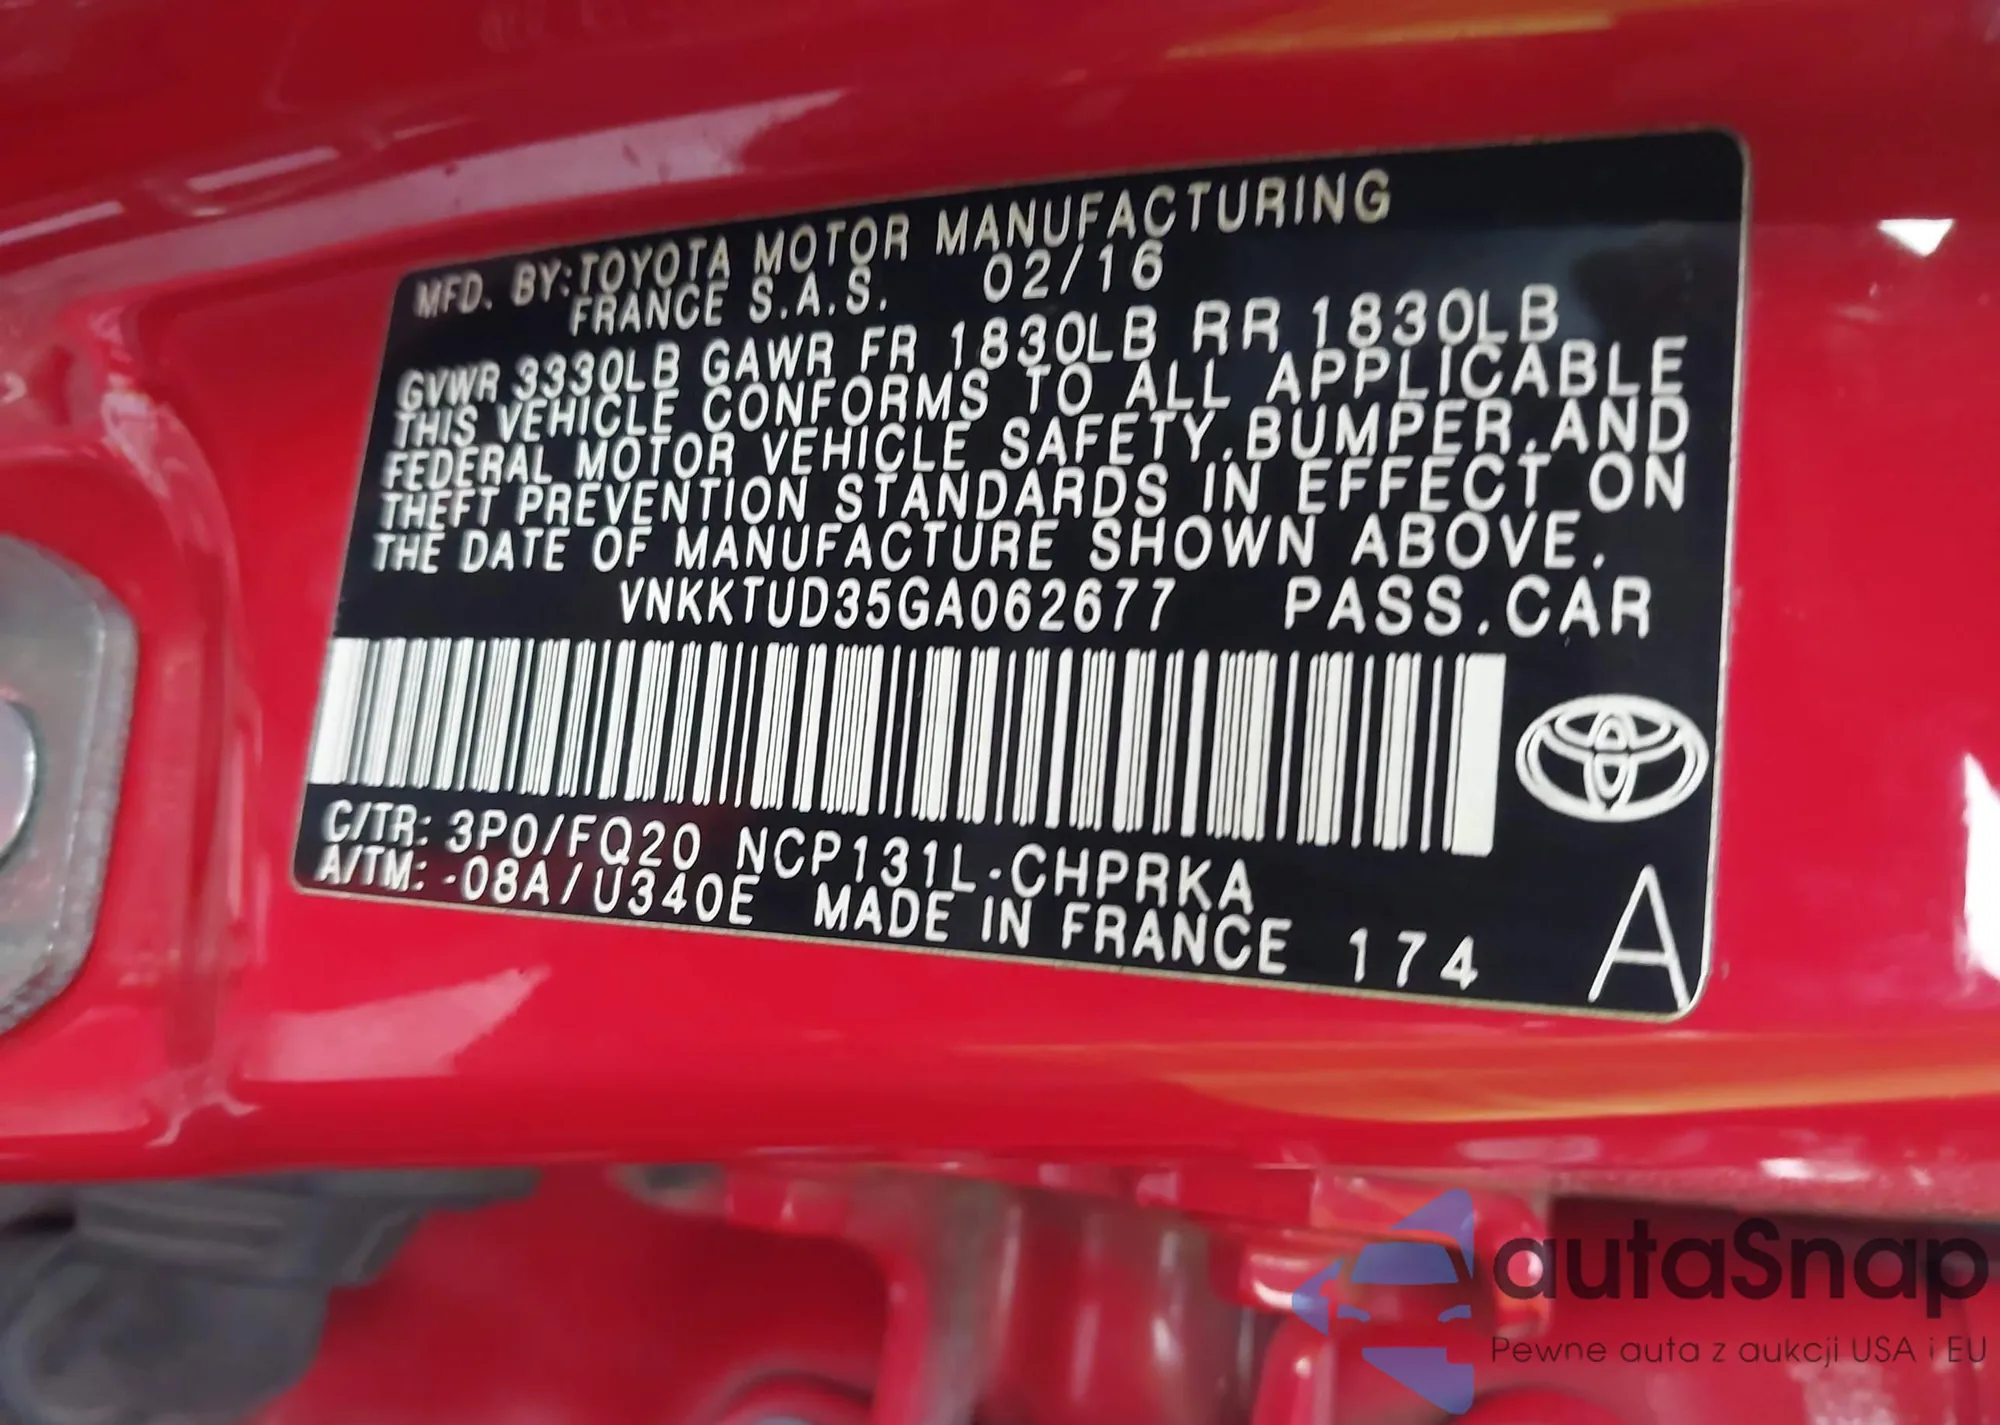 MFD. BY:TOYOTA MOTOR MANUFACTURING
FRANCE S.A.S. 02/16
GVWR 3330LB GAWR FR 1830LB RR 1830LB
THIS VEHICLE CONFORMS TO ALL APPLICABLE
FEDERAL MOTOR VEHICLE SAFETY,BUMPER,AND
THEFT PREVENTION STANDARDS IN EFFECT ON
THE DATE OF MANUFACTURE SHOWN ABOVE.
VNKKTUD35GA062677 PASS.CAR
C/TR: 3P0/FQ20 NCP131L-CHPRKA
A/TM: -08A/U340E MADE IN FRANCE 174 A
autaSnap
Pewne auta z aukcji USA i EU